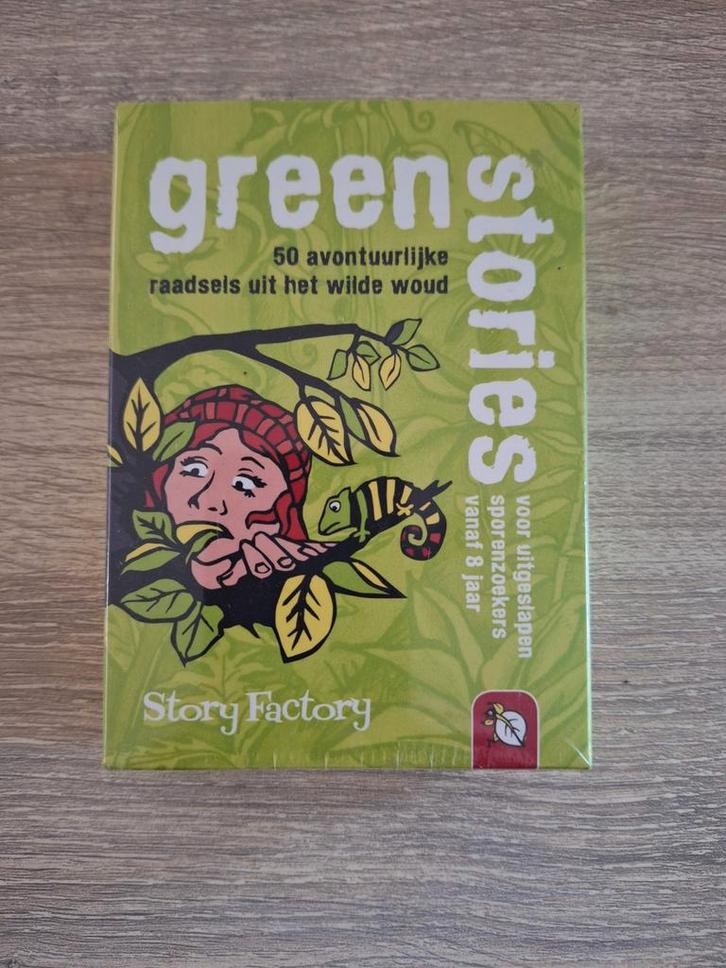 green
stories
50 avontuurlijke
raadsels uit het wilde woud
voor uitgeslapen
sporenzoekers
vanaf 8 jaar
Story Factory